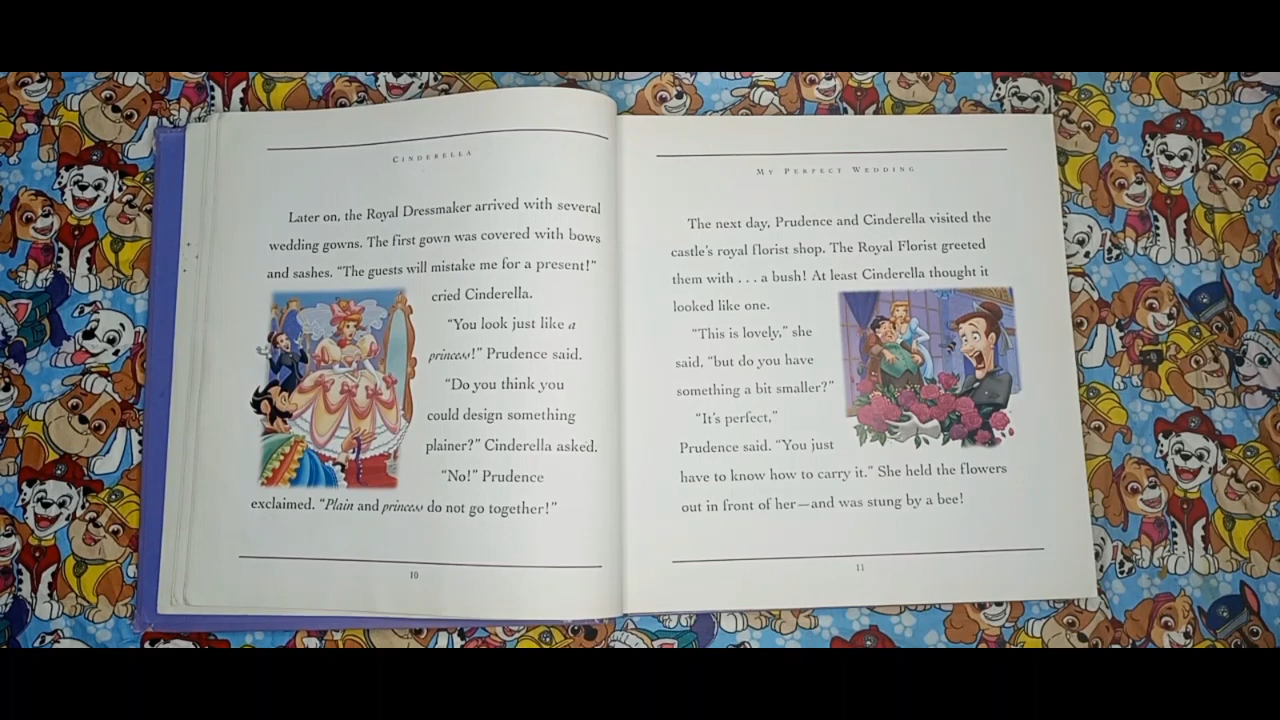 CINDERELLA
Later on, the Royal Dressmaker arrived with several
wedding gowns. The first gown was covered with bows
and sashes. “The guests will mistake me for a present!”
cried Cinderella.
“You look just like a
princess!” Prudence said.
“Do you think you
could design something
plainer?” Cinderella asked.
“No!” Prudence
exclaimed. “Plain and princess do not go together!”
10
MY PERFECT WEDDING
The next day, Prudence and Cinderella visited the
castle’s royal florist shop. The Royal Florist greeted
them with . . . a bush! At least Cinderella thought it
looked like one.
“This is lovely,” she
said, “but do you have
something a bit smaller?”
“It’s perfect,”
Prudence said. “You just
have to know how to carry it.” She held the flowers
out in front of her—and was stung by a bee!
11